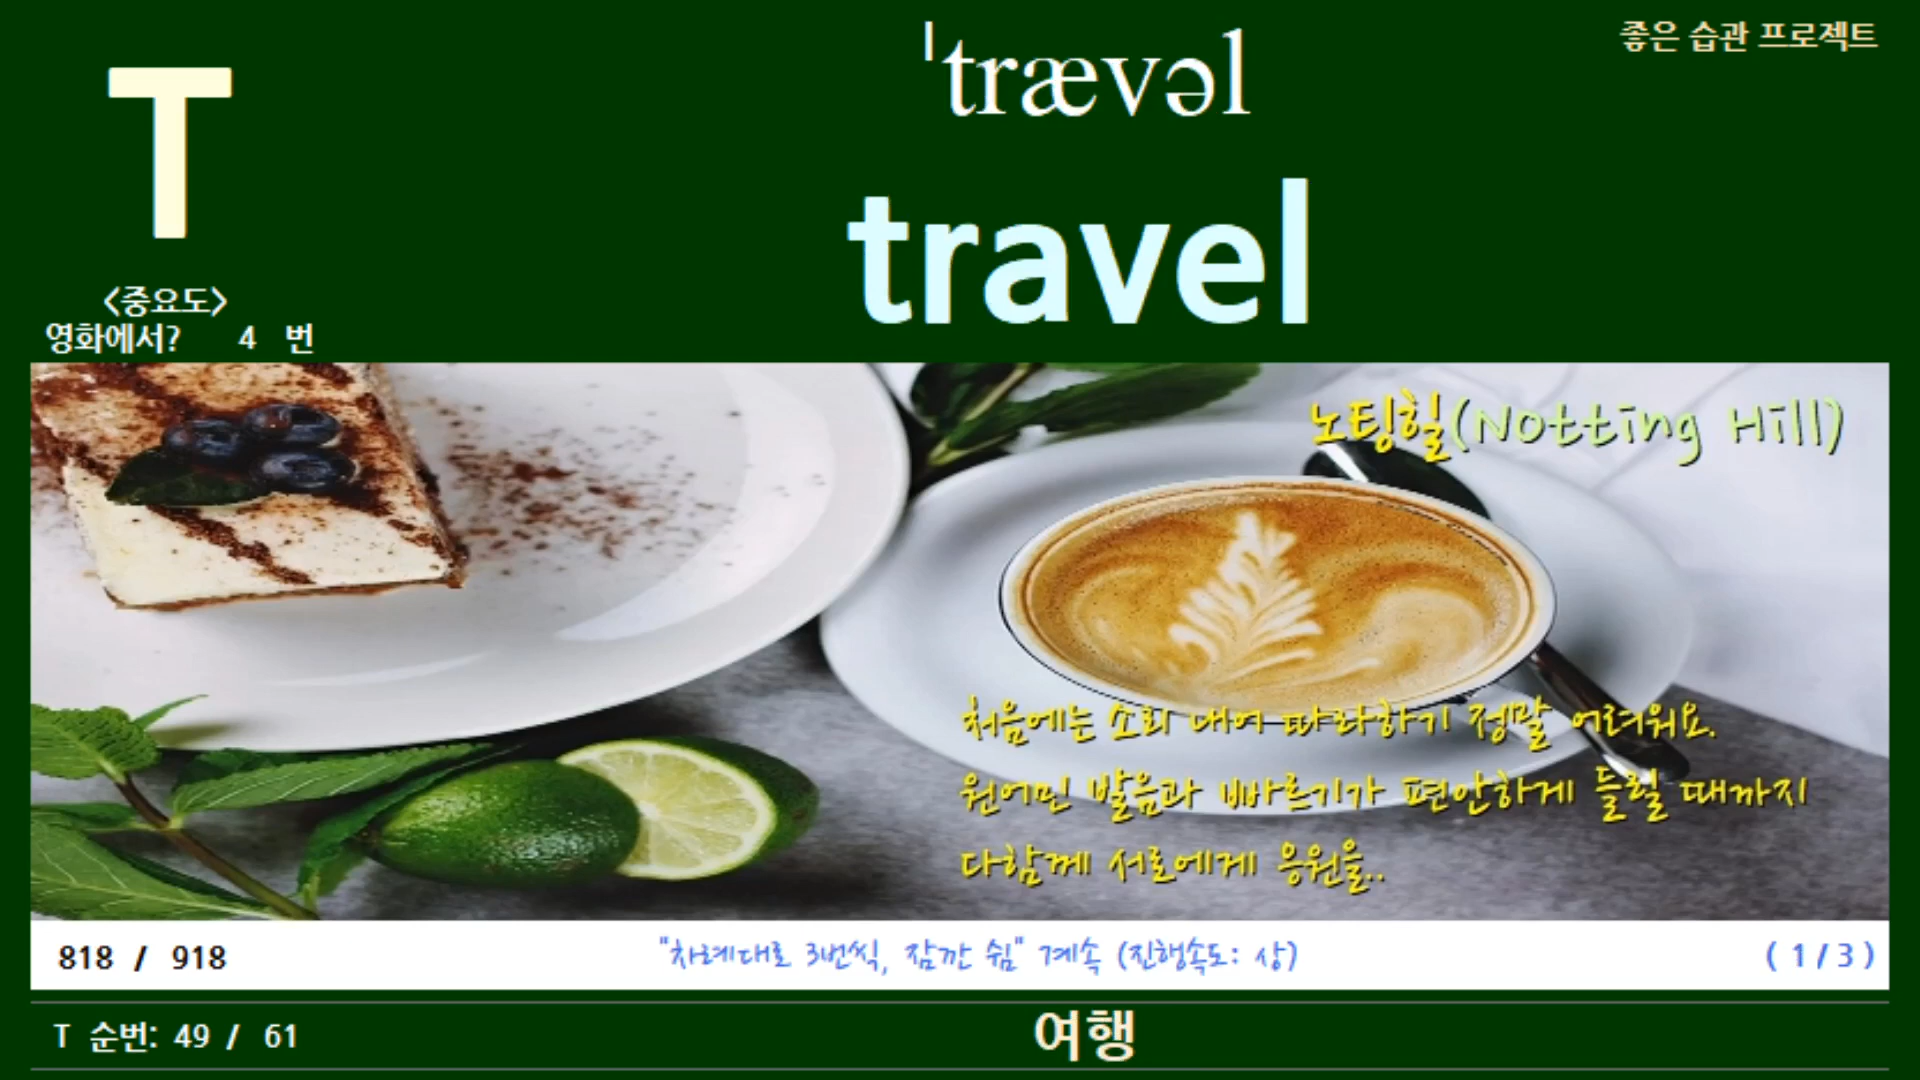 좋은 습관 프로젝트
T
ˈtrævəl
travel
<중요도>
영화에서? 4 번
노팅힐(Notting Hill)
처음에는 소리 내어 따라하기 정말 어려워요.
원어민 발음과 빠르기가 편안하게 들릴 때까지
다함께 서로에게 응원을..
818 / 918
"차례대로 3번씩, 잠깐 쉼" 계속 (진행속도: 상)
( 1 / 3 )
T 순번: 49 / 61
여행